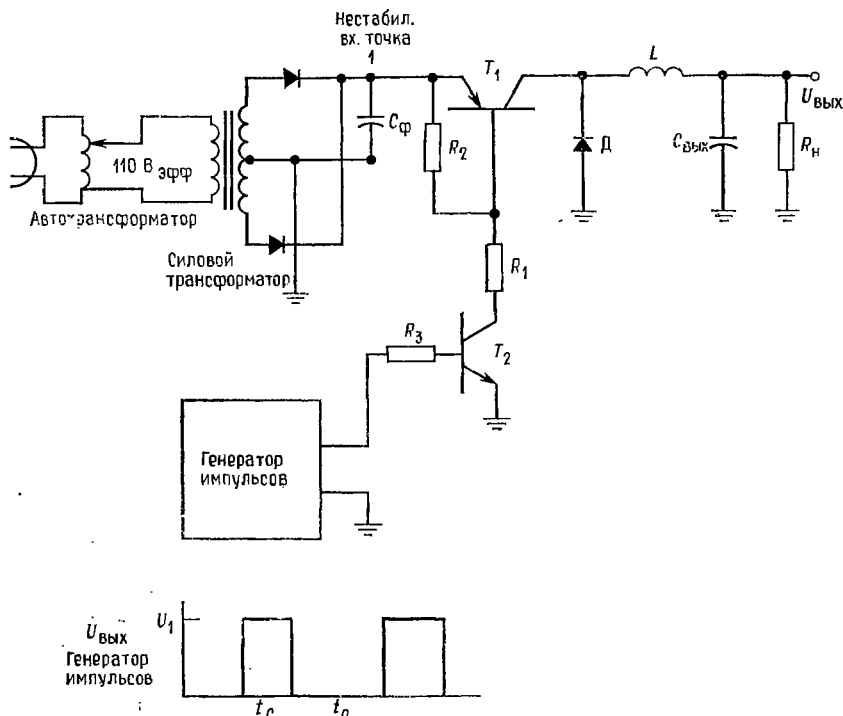 Нестабил.
вх. точка
1
T₁
L
Uвых
Cф
R₂
Д
Cвых
Rн
110 В эфф
Автотрансформатор
Силовой
трансформатор
R₁
R₃
T₂
Генератор
импульсов
U₁
Uвых
Генератор
импульсов